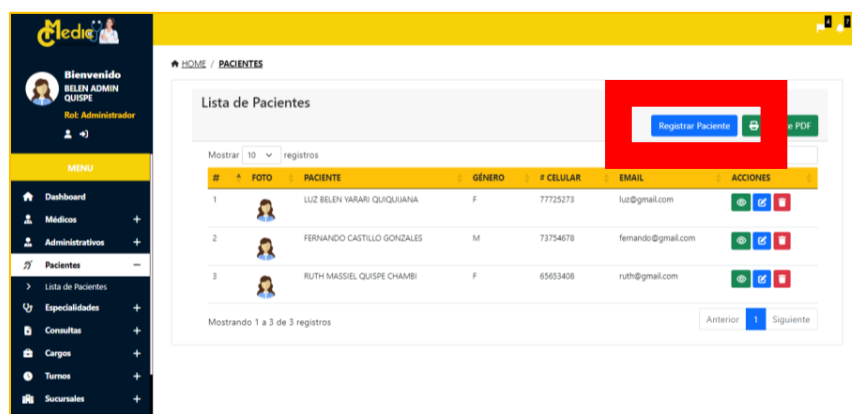 Medic
4
2
Bienvenido
BELEN ADMIN
QUISPE
Rol: Administrador
MENU
Dashboard
Médicos +
Administrativos +
Pacientes −
> Lista de Pacientes
Especialidades +
Consultas +
Cargos +
Turnos +
Sucursales +
HOME / PACIENTES
Lista de Pacientes
Registrar Paciente
PDF
Mostrar 10 registros
# FOTO PACIENTE GÉNERO # CELULAR EMAIL ACCIONES
1 LUZ BELEN YARARI QUIQUIJANA F 77725273 luz@gmail.com
2 FERNANDO CASTILLO GONZALES M 73754678 fernando@gmail.com
3 RUTH MASSIEL QUISPE CHAMBI F 65653408 ruth@gmail.com
Mostrando 1 a 3 de 3 registros
Anterior 1 Siguiente